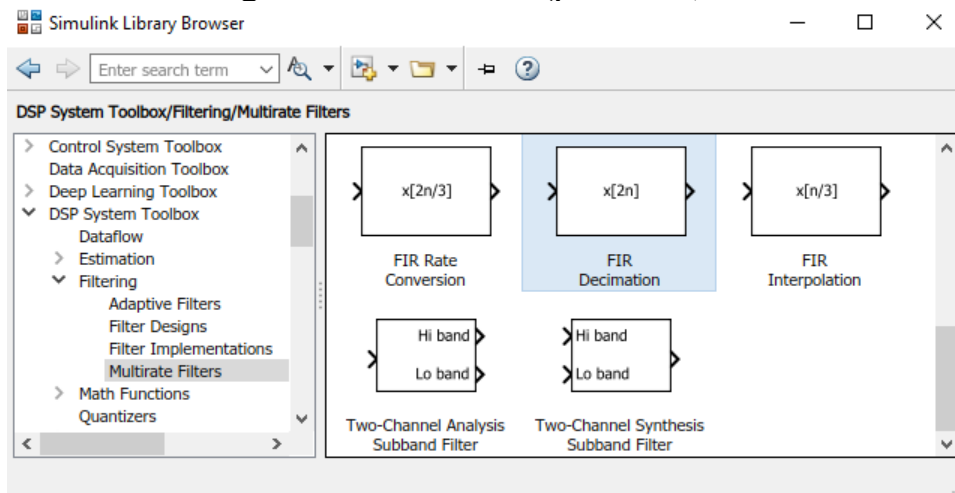 Simulink Library Browser
Enter search term
DSP System Toolbox/Filtering/Multirate Filters
Control System Toolbox
Data Acquisition Toolbox
Deep Learning Toolbox
DSP System Toolbox
Dataflow
Estimation
Filtering
Adaptive Filters
Filter Designs
Filter Implementations
Multirate Filters
Math Functions
Quantizers
x[2n/3]
FIR Rate
Conversion
x[2n]
FIR
Decimation
x[n/3]
FIR
Interpolation
Hi band
Lo band
Two-Channel Analysis
Subband Filter
Hi band
Lo band
Two-Channel Synthesis
Subband Filter